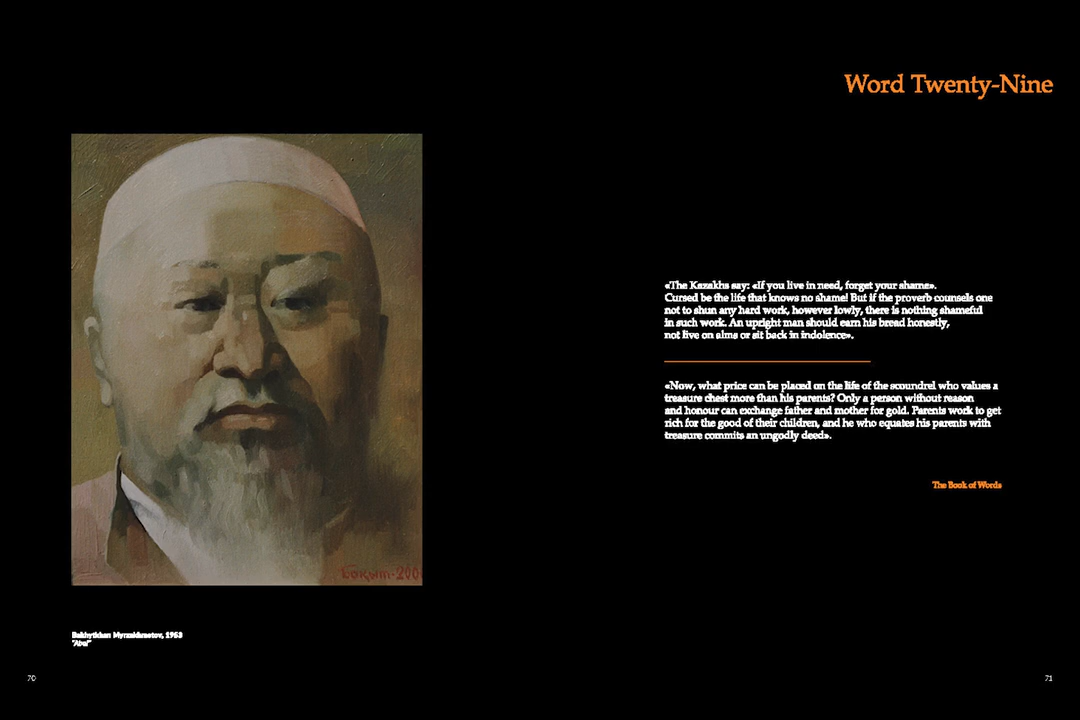 Word Twenty-Nine
«The Kazakhs say: «If you live in need, forget your shame».
Cursed be the life that knows no shame! But if the proverb counsels one
not to shun any hard work, however lowly, there is nothing shameful
in such work. An upright man should earn his bread honestly,
not live on alms or sit back in indolence».
«Now, what price can be placed on the life of the scoundrel who values a
treasure chest more than his parents? Only a person without reason
and honour can exchange father and mother for gold. Parents work to get
rich for the good of their children, and he who equates his parents with
treasure commits an ungodly deed».
The Book of Words
"Abai"
70
71